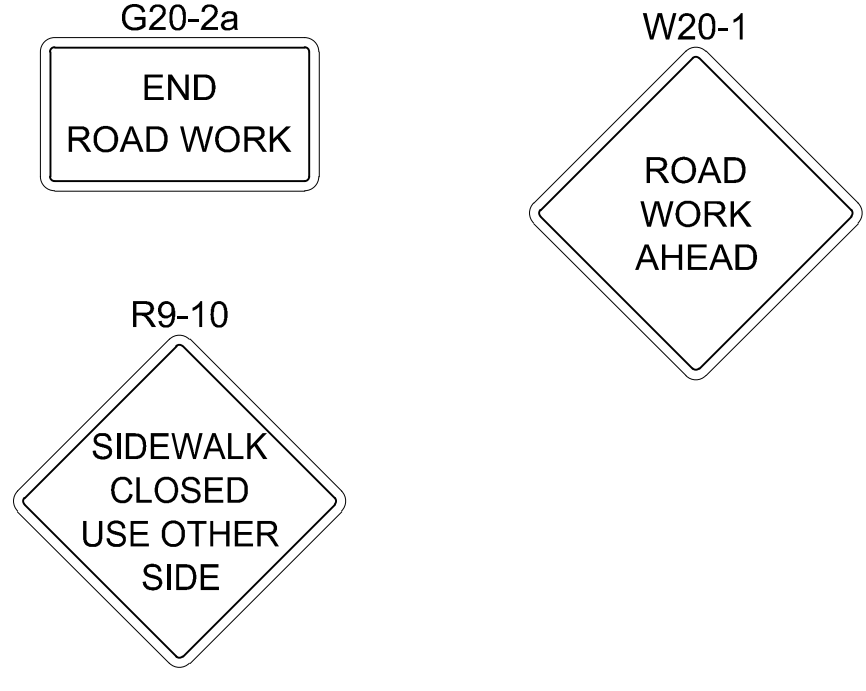 G20-2a
END
ROAD WORK
W20-1
ROAD
WORK
AHEAD
R9-10
SIDEWALK
CLOSED
USE OTHER
SIDE